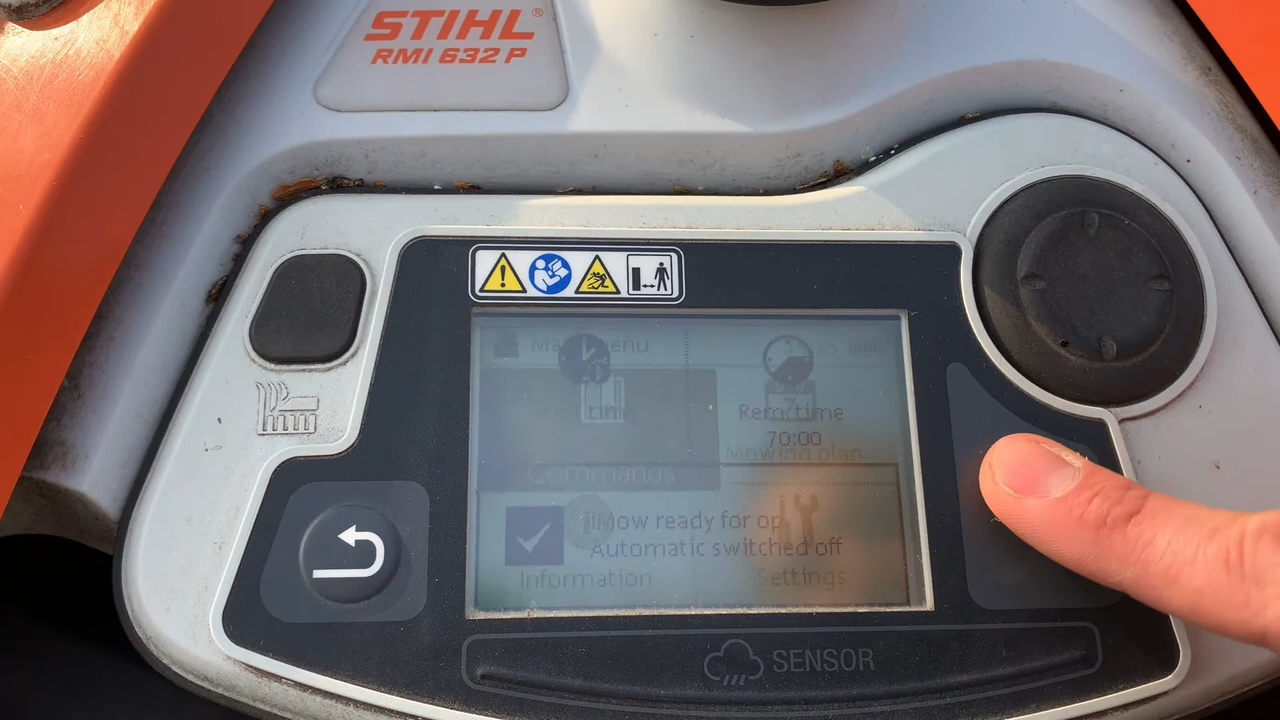 STIHL®
RMI 632 P
Main menu
time
Rem. time
70:00
Mowing plan
Commands
iMow ready for op
Automatic switched off
Information
Settings
SENSOR